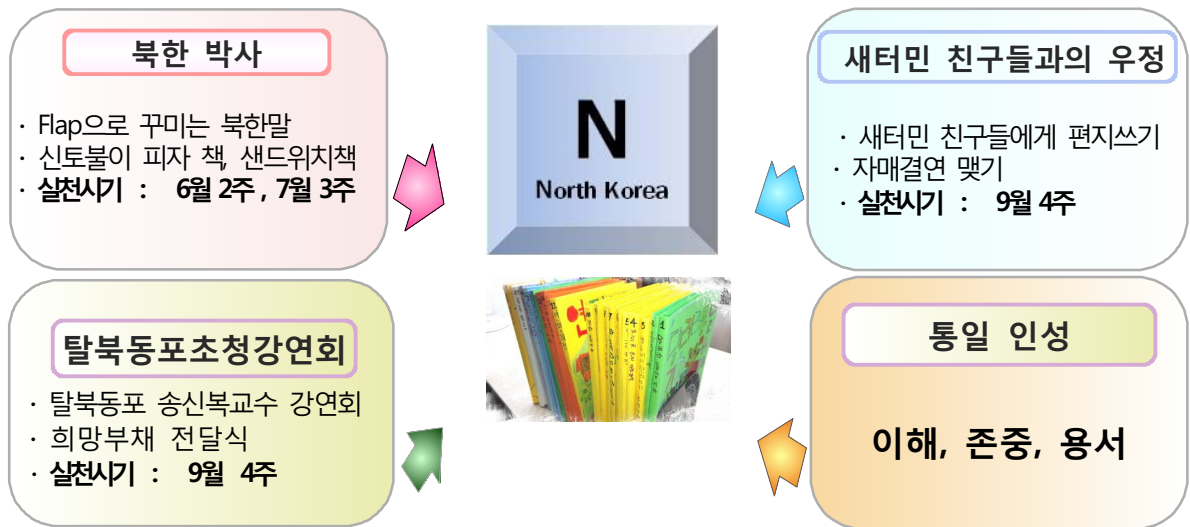 북한 박사
· Flap으로 꾸미는 북한말
· 신토불이 피자 책, 샌드위치책
· 실천시기 : 6월 2주 , 7월 3주
N
North Korea
새터민 친구들과의 우정
· 새터민 친구들에게 편지쓰기
· 자매결연 맺기
· 실천시기 : 9월 4주
탈북동포초청강연회
· 탈북동포 송신복교수 강연회
· 희망부채 전달식
· 실천시기 : 9월 4주
통일 인성
이해, 존중, 용서